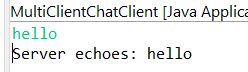 MultiClientChatClient [Java Applica
hello
Server echoes: hello